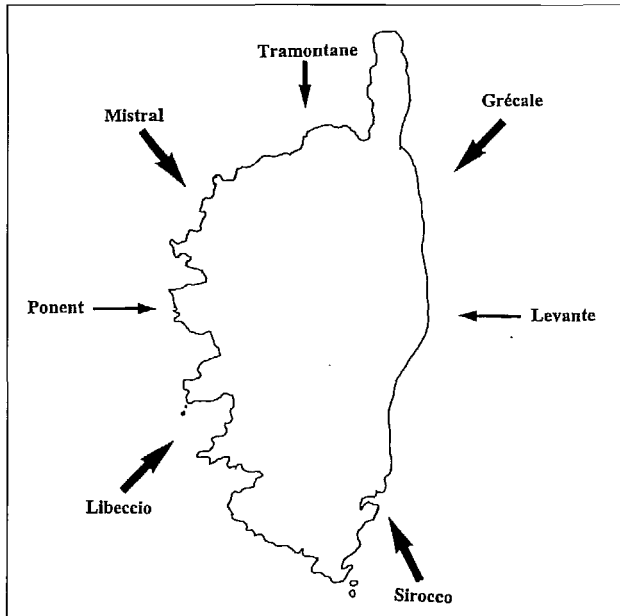 Tramontane
Grécale
Mistral
Ponent
Levante
Libeccio
Sirocco